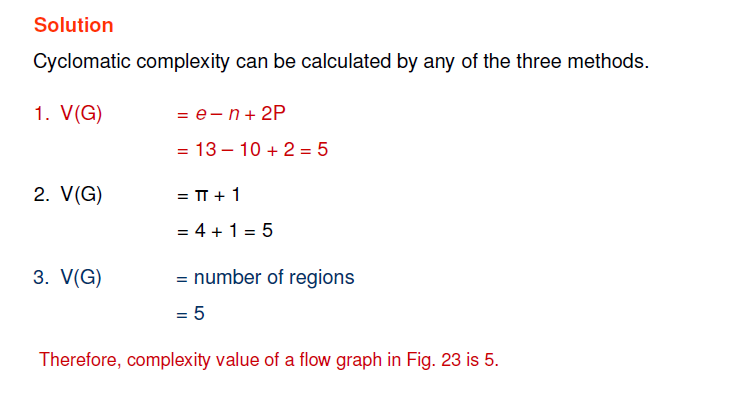 Solution
Cyclomatic complexity can be calculated by any of the three methods.
1. V(G) = e – n + 2P
= 13 – 10 + 2 = 5
2. V(G) = π + 1
= 4 + 1 = 5
3. V(G) = number of regions
= 5
Therefore, complexity value of a flow graph in Fig. 23 is 5.